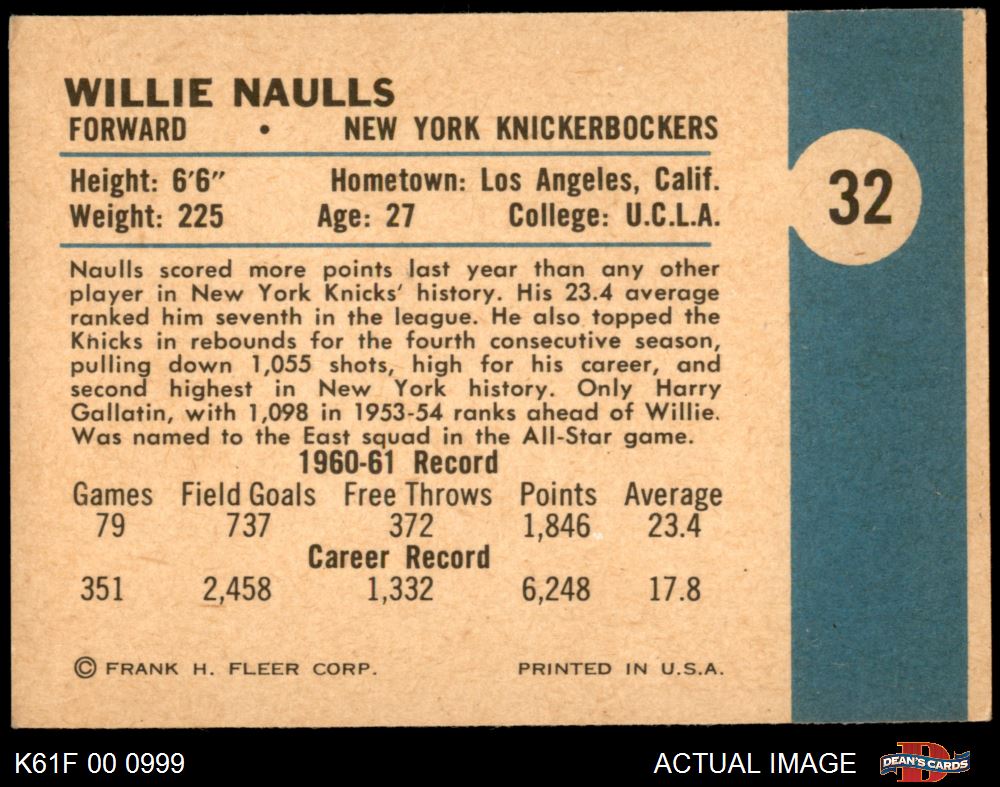 WILLIE NAULLS
FORWARD • NEW YORK KNICKERBOCKERS
Height: 6'6" Hometown: Los Angeles, Calif.
Weight: 225 Age: 27 College: U.C.L.A.
32
Naulls scored more points last year than any other
player in New York Knicks' history. His 23.4 average
ranked him seventh in the league. He also topped the
Knicks in rebounds for the fourth consecutive season,
pulling down 1,055 shots, high for his career, and
second highest in New York history. Only Harry
Gallatin, with 1,098 in 1953-54 ranks ahead of Willie.
Was named to the East squad in the All-Star game.
1960-61 Record
Games Field Goals Free Throws Points Average
79 737 372 1,846 23.4
Career Record
351 2,458 1,332 6,248 17.8
© FRANK H. FLEER CORP. PRINTED IN U.S.A.
K61F 00 0999 ACTUAL IMAGE DEAN'S CARDS